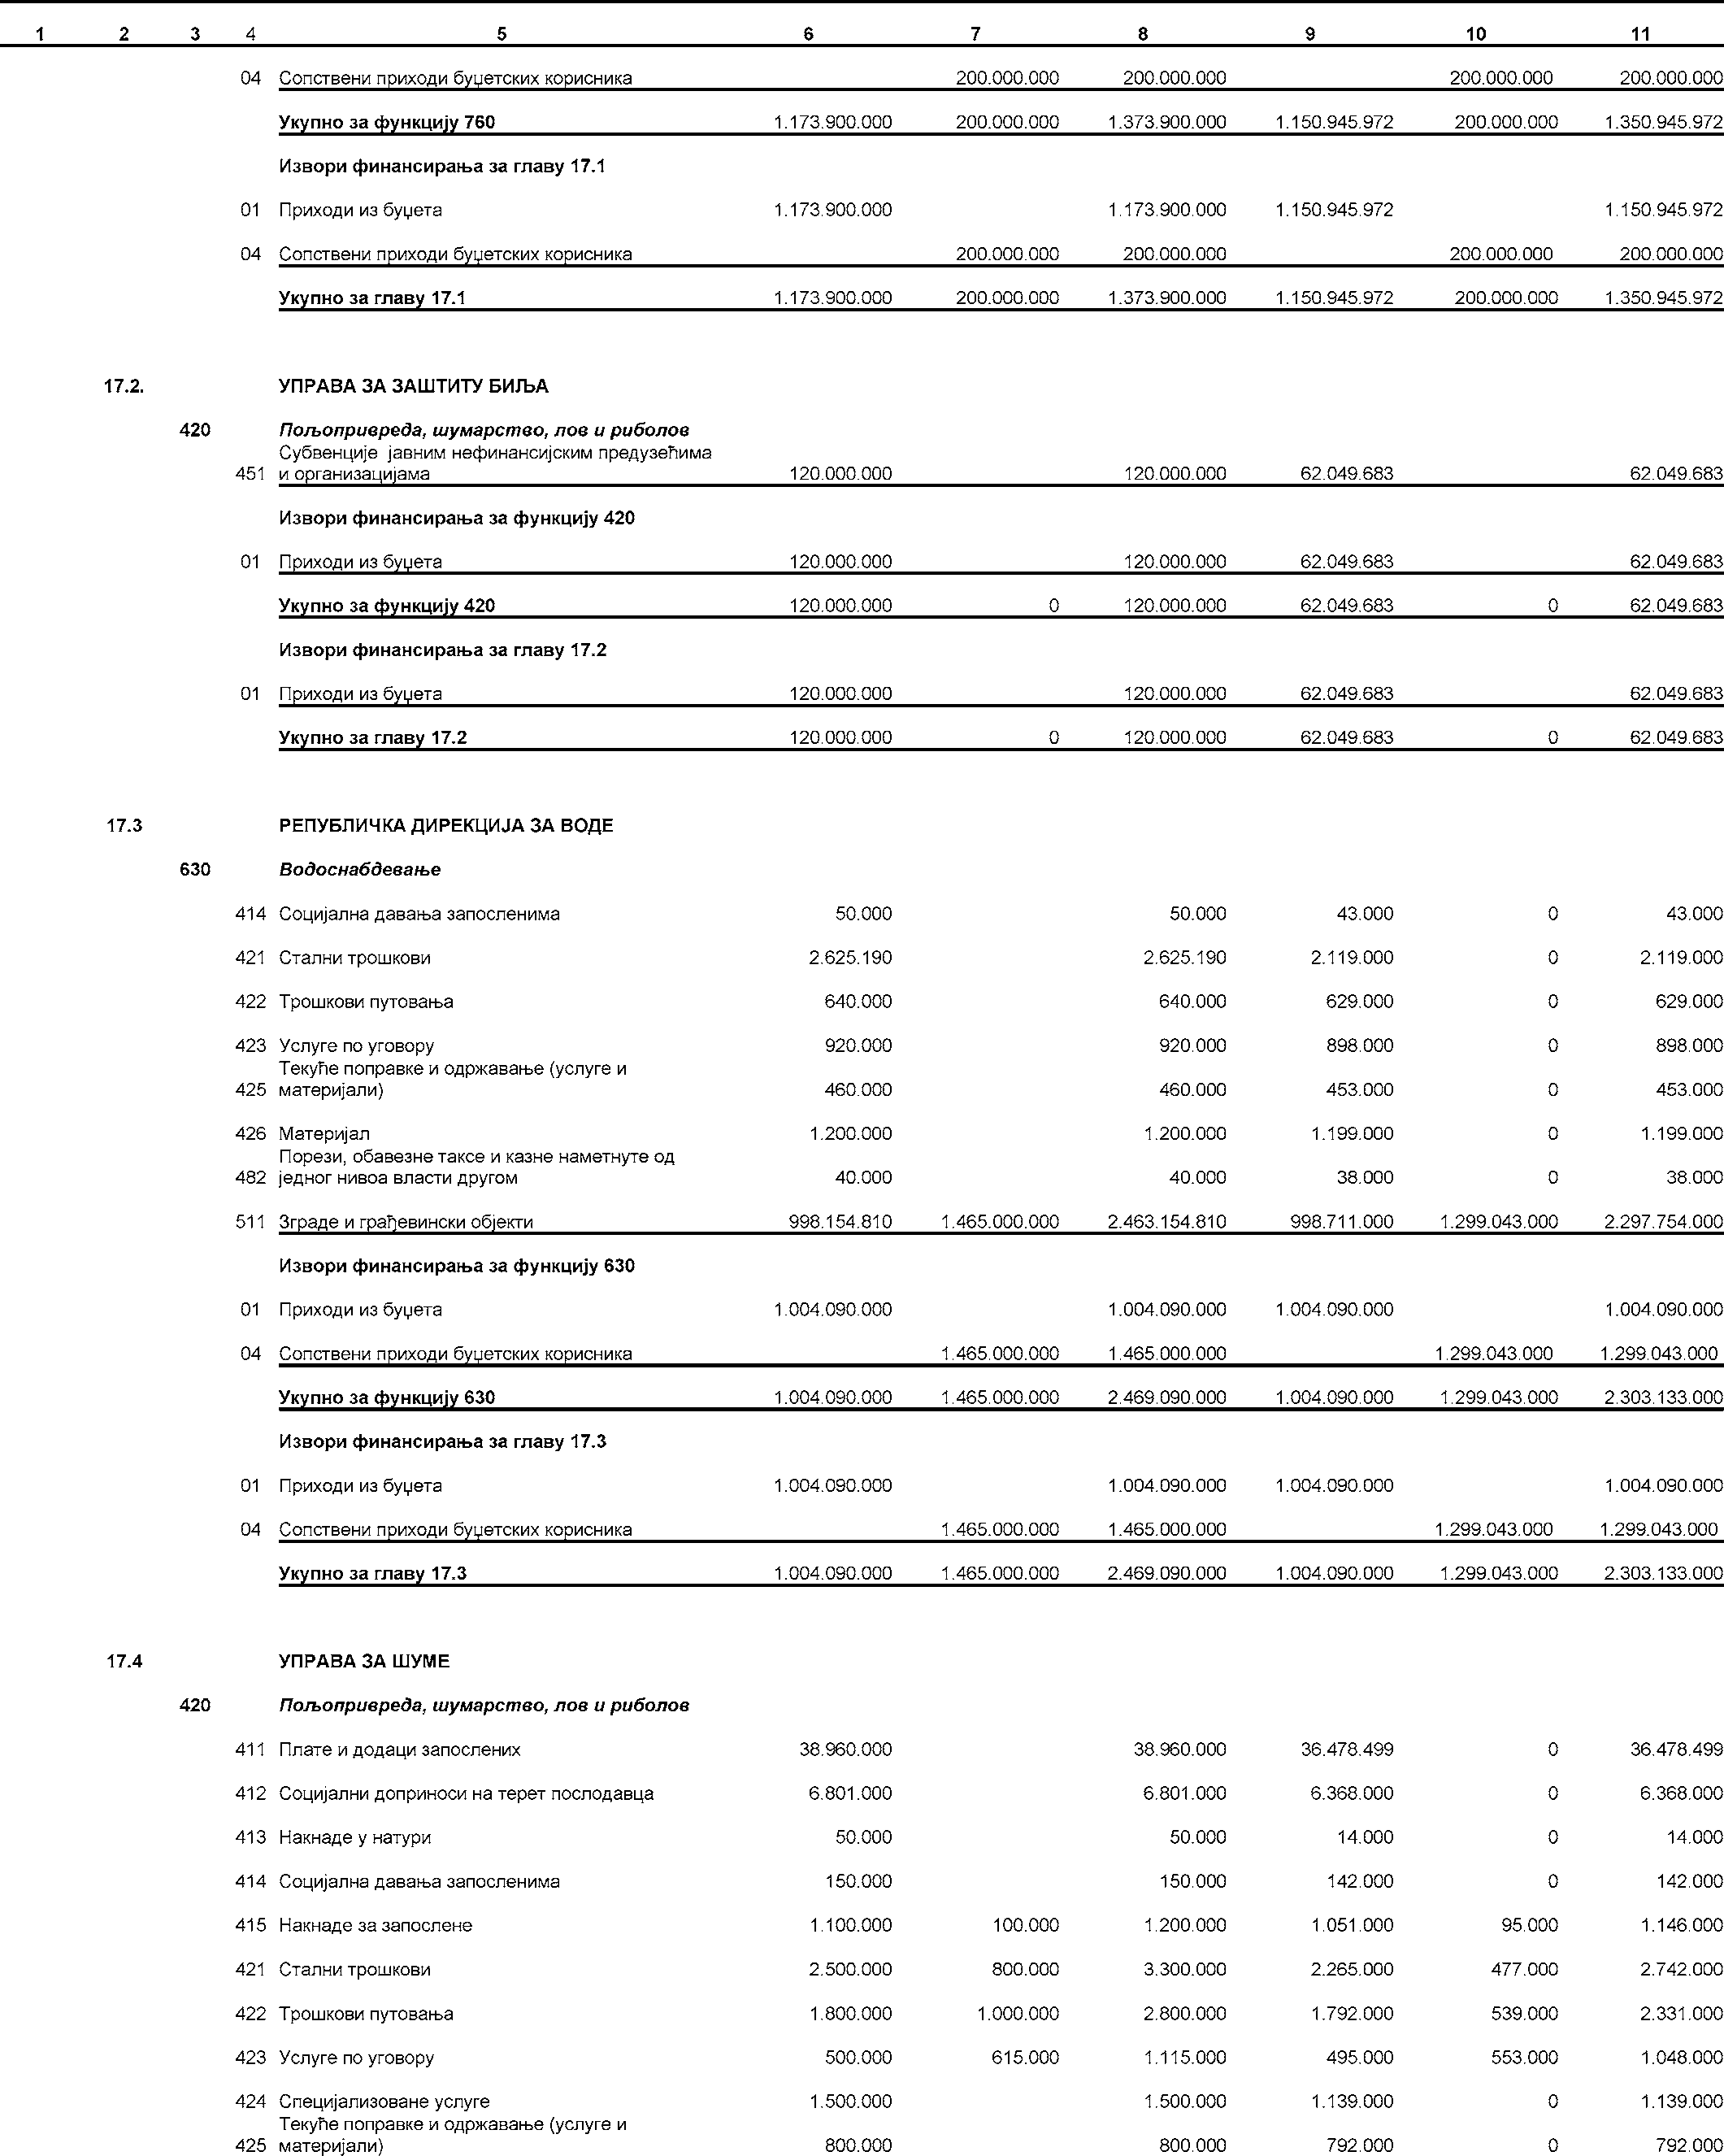 1 2 3 4 5 6 7 8 9 10 11
04 Сопствени приходи буџетских корисника 200.000.000 200.000.000 200.000.000 200.000.000
Укупно за функцију 760 1.173.900.000 200.000.000 1.373.900.000 1.150.945.972 200.000.000 1.350.945.972
Извори финансирања за главу 17.1
01 Приходи из буџета 1.173.900.000 1.173.900.000 1.150.945.972 1.150.945.972
04 Сопствени приходи буџетских корисника 200.000.000 200.000.000 200.000.000 200.000.000
Укупно за главу 17.1 1.173.900.000 200.000.000 1.373.900.000 1.150.945.972 200.000.000 1.350.945.972
17.2. УПРАВА ЗА ЗАШТИТУ БИЉА
420 Пољопривреда, шумарство, лов и риболов
Субвенције јавним нефинансијским предузећима
451 и организацијама 120.000.000 120.000.000 62.049.683 62.049.683
Извори финансирања за функцију 420
01 Приходи из буџета 120.000.000 120.000.000 62.049.683 62.049.683
Укупно за функцију 420 120.000.000 0 120.000.000 62.049.683 0 62.049.683
Извори финансирања за главу 17.2
01 Приходи из буџета 120.000.000 120.000.000 62.049.683 62.049.683
Укупно за главу 17.2 120.000.000 0 120.000.000 62.049.683 0 62.049.683
17.3 РЕПУБЛИЧКА ДИРЕКЦИЈА ЗА ВОДЕ
630 Водоснабдевање
414 Социјална давања запосленима 50.000 50.000 43.000 0 43.000
421 Стални трошкови 2.625.190 2.625.190 2.119.000 0 2.119.000
422 Трошкови путовања 640.000 640.000 629.000 0 629.000
423 Услуге по уговору 920.000 920.000 898.000 0 898.000
Текуће поправке и одржавање (услуге и
425 материјали) 460.000 460.000 453.000 0 453.000
426 Материјал 1.200.000 1.200.000 1.199.000 0 1.199.000
Порези, обавезне таксе и казне наметнуте од
482 једног нивоа власти другом 40.000 40.000 38.000 0 38.000
511 Зграде и грађевински објекти 998.154.810 1.465.000.000 2.463.154.810 998.711.000 1.299.043.000 2.297.754.000
Извори финансирања за функцију 630
01 Приходи из буџета 1.004.090.000 1.004.090.000 1.004.090.000 1.004.090.000
04 Сопствени приходи буџетских корисника 1.465.000.000 1.465.000.000 1.299.043.000 1.299.043.000
Укупно за функцију 630 1.004.090.000 1.465.000.000 2.469.090.000 1.004.090.000 1.299.043.000 2.303.133.000
Извори финансирања за главу 17.3
01 Приходи из буџета 1.004.090.000 1.004.090.000 1.004.090.000 1.004.090.000
04 Сопствени приходи буџетских корисника 1.465.000.000 1.465.000.000 1.299.043.000 1.299.043.000
Укупно за главу 17.3 1.004.090.000 1.465.000.000 2.469.090.000 1.004.090.000 1.299.043.000 2.303.133.000
17.4 УПРАВА ЗА ШУМЕ
420 Пољопривреда, шумарство, лов и риболов
411 Плате и додаци запослених 38.960.000 38.960.000 36.478.499 0 36.478.499
412 Социјални доприноси на терет послодавца 6.801.000 6.801.000 6.368.000 0 6.368.000
413 Накнаде у натури 50.000 50.000 14.000 0 14.000
414 Социјална давања запосленима 150.000 150.000 142.000 0 142.000
415 Накнаде за запослене 1.100.000 100.000 1.200.000 1.051.000 95.000 1.146.000
421 Стални трошкови 2.500.000 800.000 3.300.000 2.265.000 477.000 2.742.000
422 Трошкови путовања 1.800.000 1.000.000 2.800.000 1.792.000 539.000 2.331.000
423 Услуге по уговору 500.000 615.000 1.115.000 495.000 553.000 1.048.000
424 Специјализоване услуге 1.500.000 1.500.000 1.139.000 0 1.139.000
Текуће поправке и одржавање (услуге и
425 материјали) 800.000 800.000 792.000 0 792.000